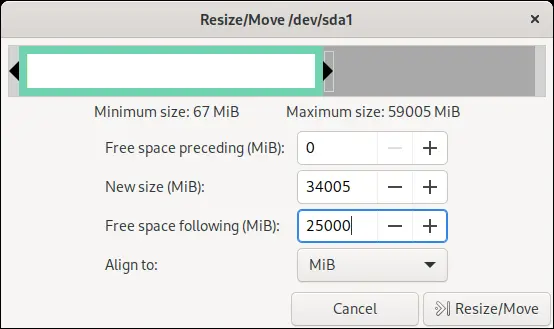 Resize/Move /dev/sda1 ×
Minimum size: 67 MiB Maximum size: 59005 MiB
Free space preceding (MiB): 0 − +
New size (MiB): 34005 − +
Free space following (MiB): 25000 − +
Align to: MiB
Cancel Resize/Move